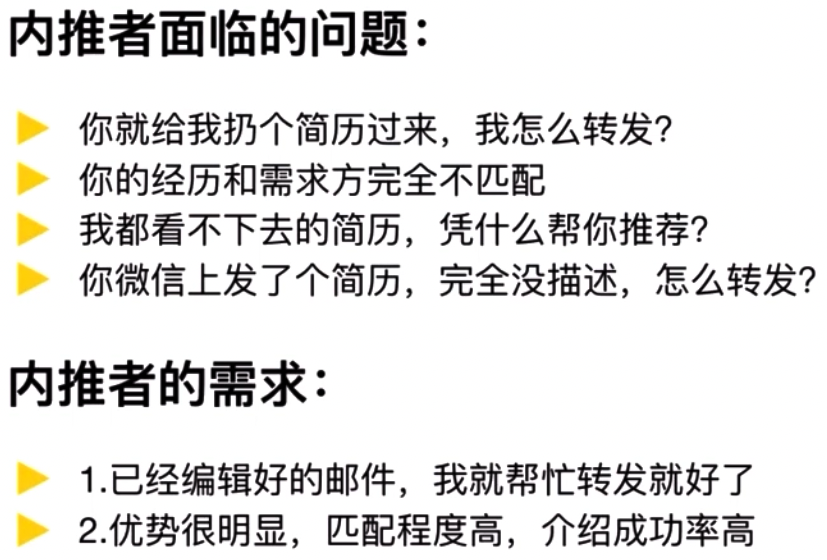 内推者面临的问题：
你就给我扔个简历过来，我怎么转发？
你的经历和需求方完全不匹配
我都看不下去的简历，凭什么帮你推荐？
你微信上发了个简历，完全没描述，怎么转发？
内推者的需求：
1.已经编辑好的邮件，我就帮忙转发就好了
2.优势很明显，匹配程度高，介绍成功率高